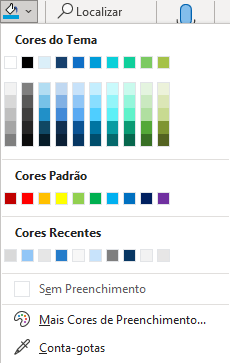 Localizar
Cores do Tema
Cores Padrão
Cores Recentes
Sem Preenchimento
Mais Cores de Preenchimento...
Conta-gotas